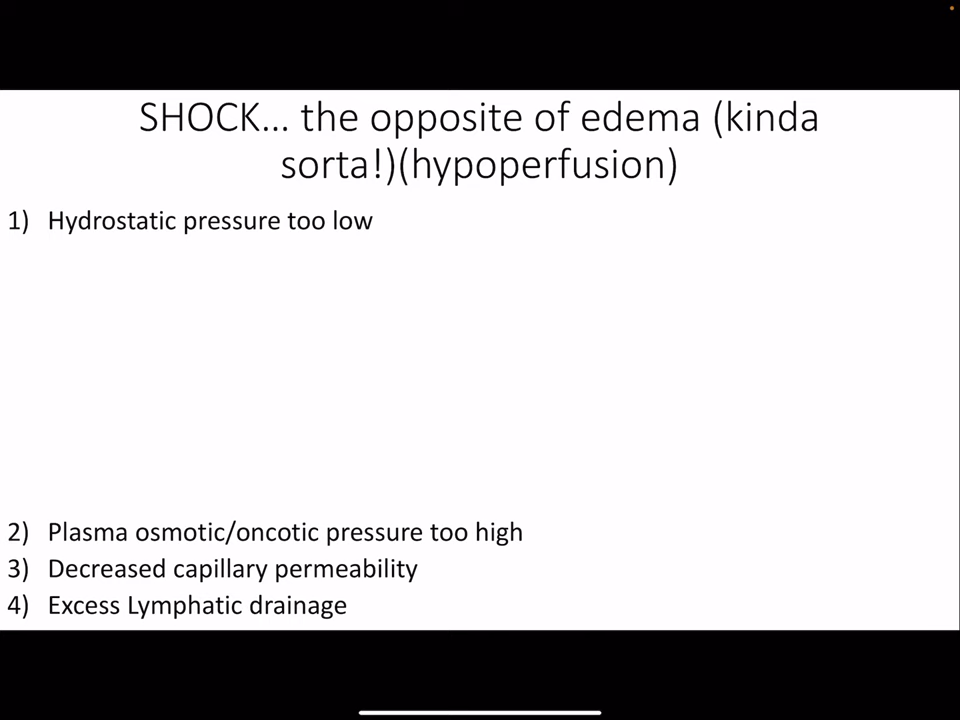 SHOCK... the opposite of edema (kinda
sorta!)(hypoperfusion)
1) Hydrostatic pressure too low
2) Plasma osmotic/oncotic pressure too high
3) Decreased capillary permeability
4) Excess Lymphatic drainage